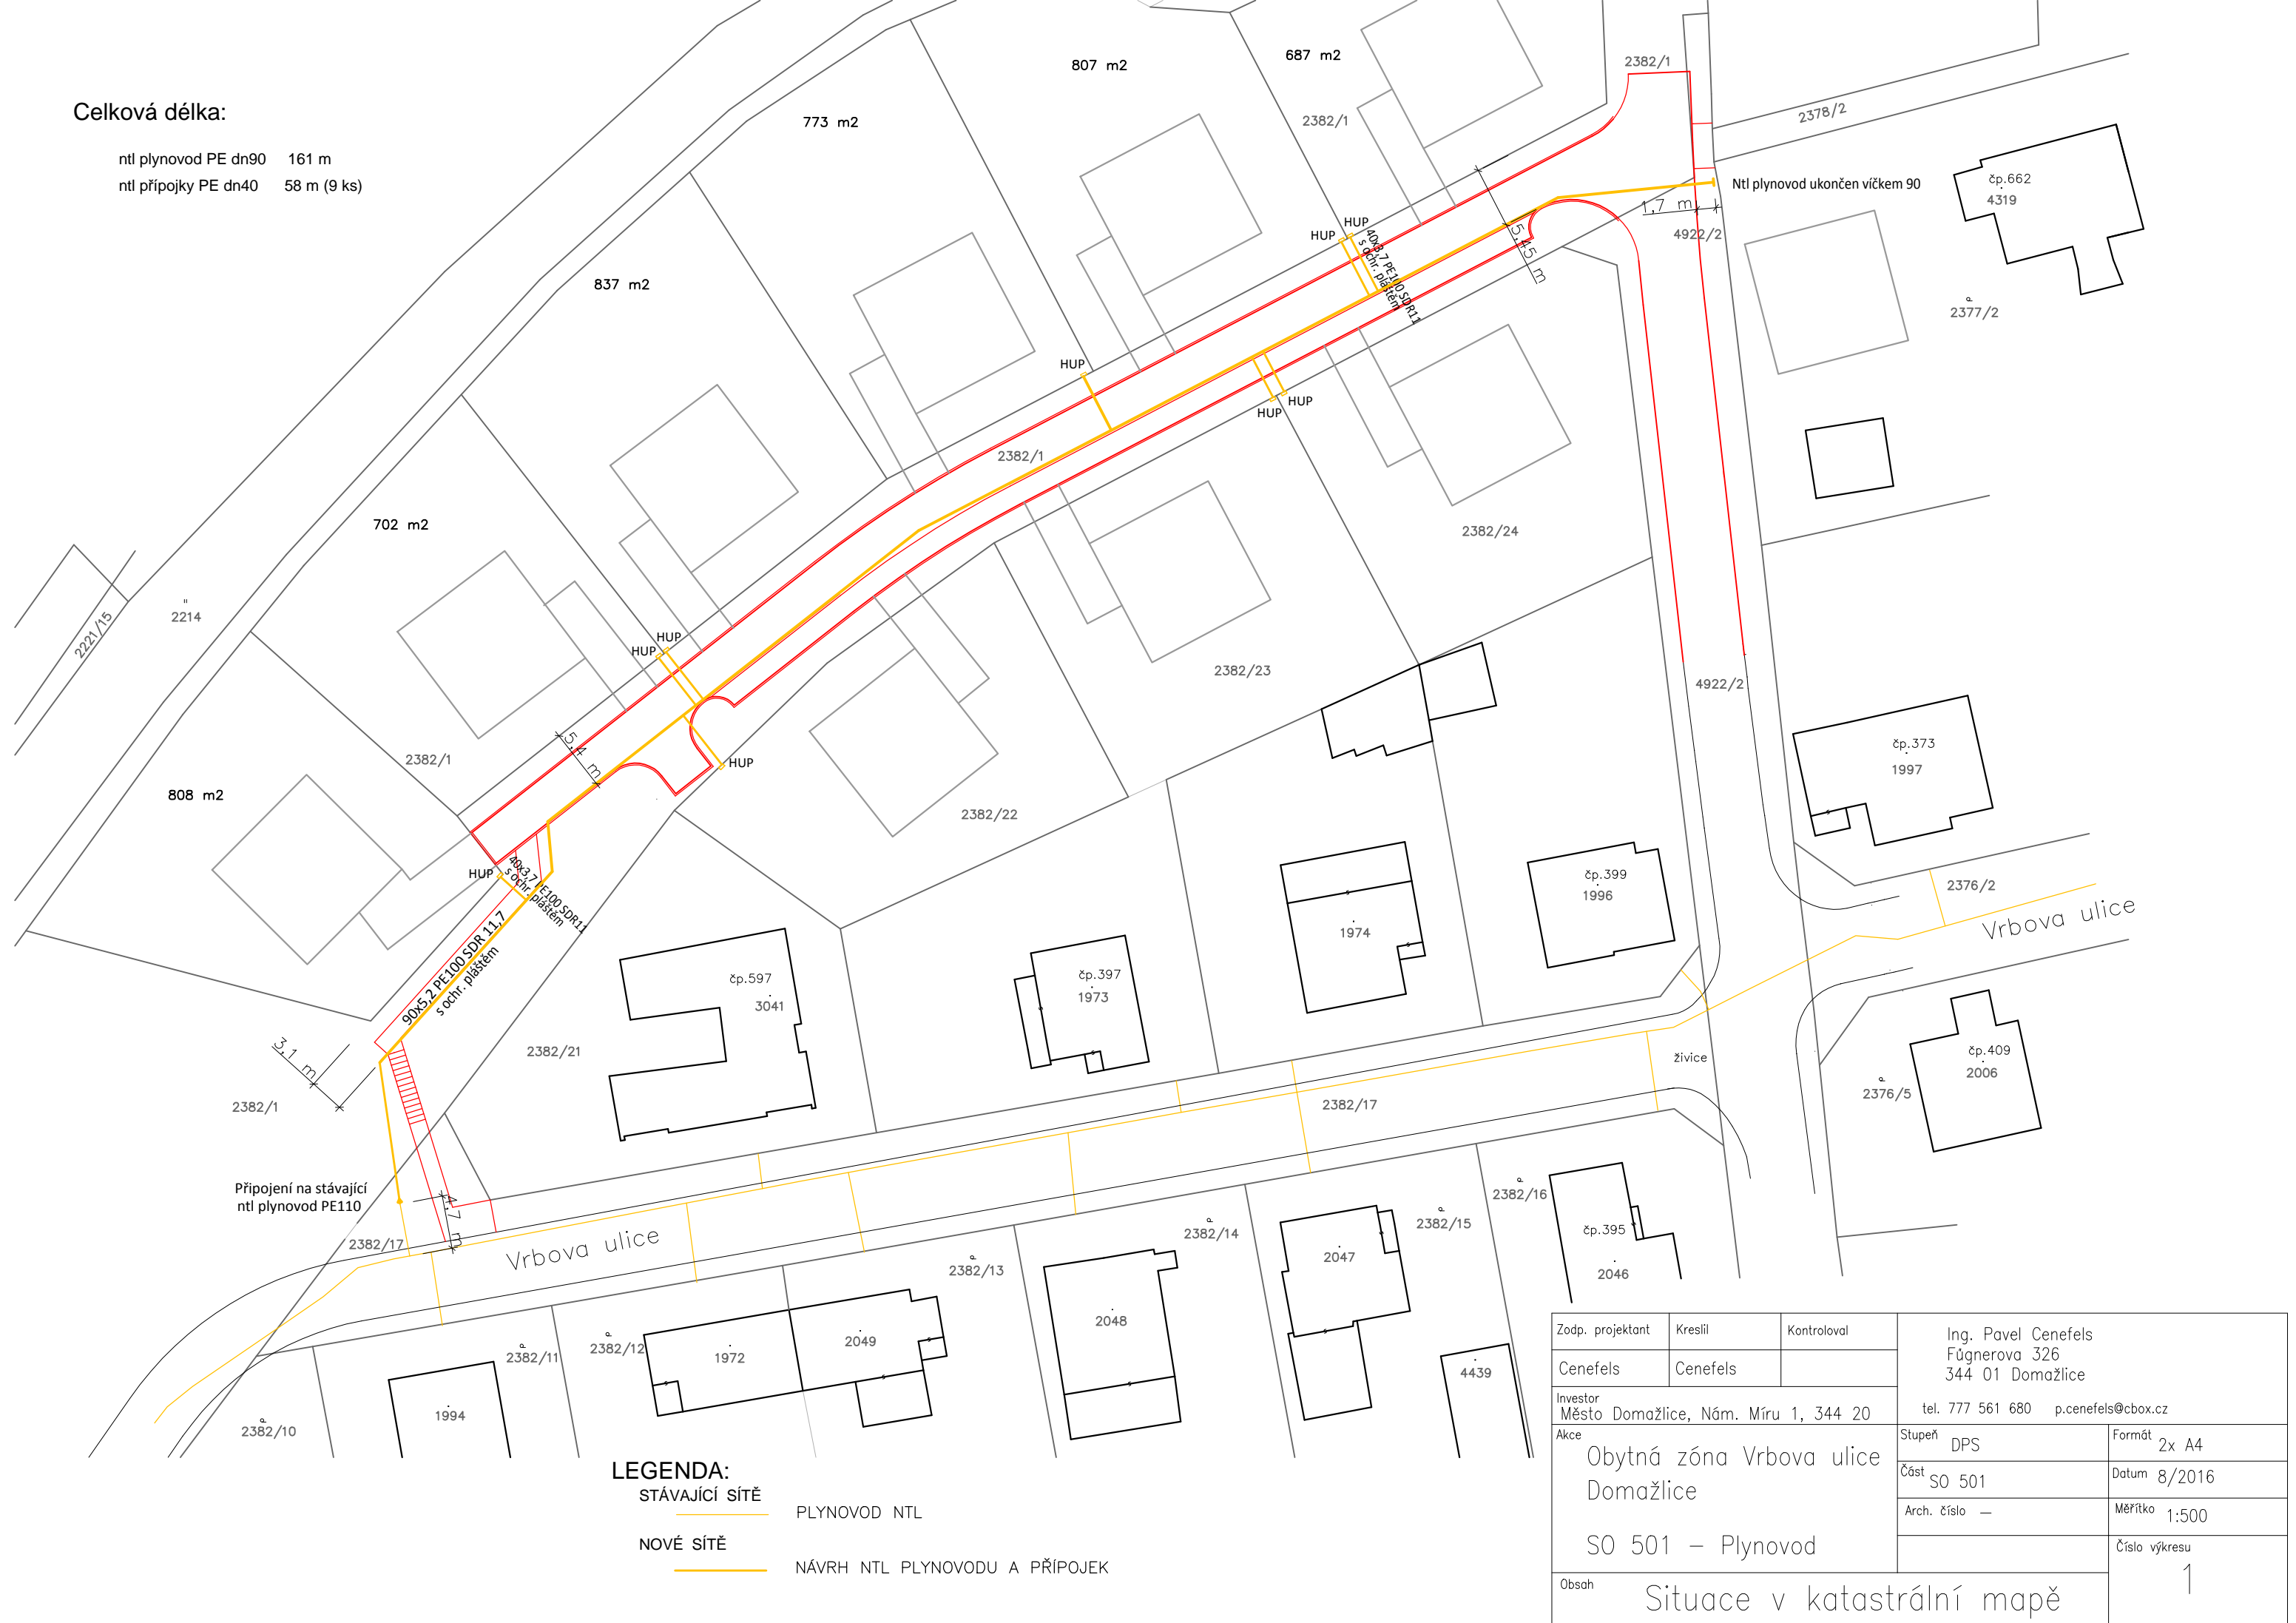 Celková délka:
ntl plynovod PE dn90 161 m
ntl přípojky PE dn40 58 m (9 ks)
807 m2
687 m2
773 m2
837 m2
702 m2
808 m2
2382/1
2382/1
2378/2
čp.662
4319
Ntl plynovod ukončen víčkem 90
1,7 m
4922/2
2377/2
HUP
HUP
40x3,7 PE100 SDR11
s ochr. pláštěm
5,45 m
HUP
HUP
HUP
2382/1
2382/24
2214
2221/15
HUP
HUP
2382/23
4922/2
5,4 m
HUP
2382/1
2382/22
čp.373
1997
HUP
40x3,7 PE100 SDR11
s ochr. pláštěm
90x5,2 PE100 SDR 11,7
s ochr. pláštěm
čp.399
1996
2376/2
Vrbova ulice
1974
čp.597
3041
čp.397
1973
3,1 m
2382/21
živice
čp.409
2006
2376/5
2382/1
2382/17
Připojení na stávající
ntl plynovod PE110
4,7 m
2382/17
Vrbova ulice
2382/16
2382/15
2382/14
2382/13
čp.395
2046
2047
2048
2049
1972
2382/12
2382/11
4439
1994
2382/10
LEGENDA:
STÁVAJÍCÍ SÍTĚ
PLYNOVOD NTL
NOVÉ SÍTĚ
NÁVRH NTL PLYNOVODU A PŘÍPOJEK
Zodp. projektant Kreslil Kontroloval
Cenefels Cenefels
Ing. Pavel Cenefels
Fügnerova 326
344 01 Domažlice
tel. 777 561 680 p.cenefels@cbox.cz
Investor
Město Domažlice, Nám. Míru 1, 344 20
Akce
Obytná zóna Vrbova ulice
Domažlice
SO 501 – Plynovod
Stupeň DPS
Formát 2x A4
Část SO 501
Datum 8/2016
Arch. číslo —
Měřítko 1:500
Číslo výkresu
1
Obsah
Situace v katastrální mapě